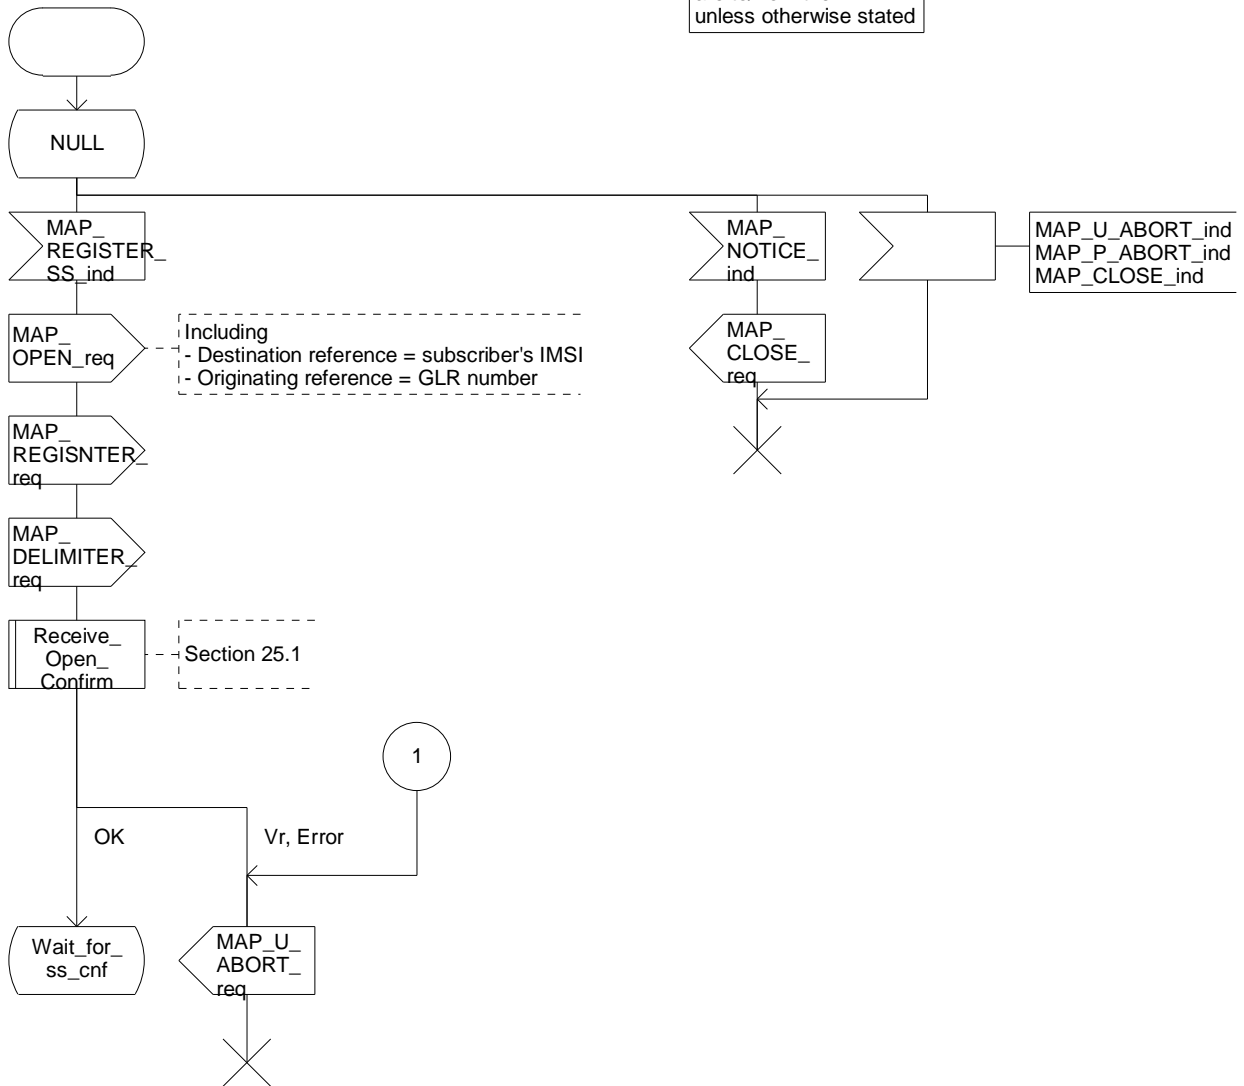 unless otherwise stated
NULL
MAP_
REGISTER_
SS_ind
MAP_
NOTICE_
ind
MAP_U_ABORT_ind
MAP_P_ABORT_ind
MAP_CLOSE_ind
MAP_
OPEN_req
Including
- Destination reference = subscriber's IMSI
- Originating reference = GLR number
MAP_
CLOSE_
req
MAP_
REGISNTER_
req
MAP_
DELIMITER_
req
Receive_
Open_
Confirm
Section 25.1
1
OK
Vr, Error
Wait_for_
ss_cnf
MAP_U_
ABORT_
req